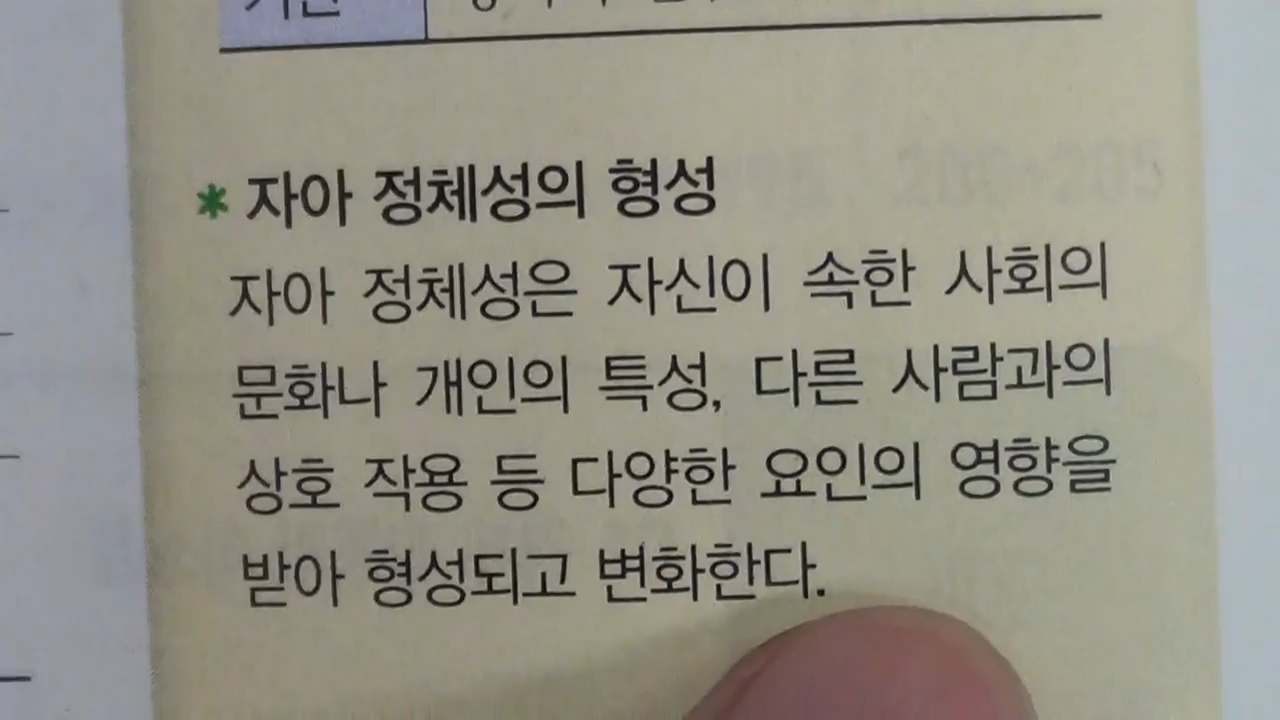 * 자아 정체성의 형성
자아 정체성은 자신이 속한 사회의
문화나 개인의 특성, 다른 사람과의
상호 작용 등 다양한 요인의 영향을
받아 형성되고 변화한다.